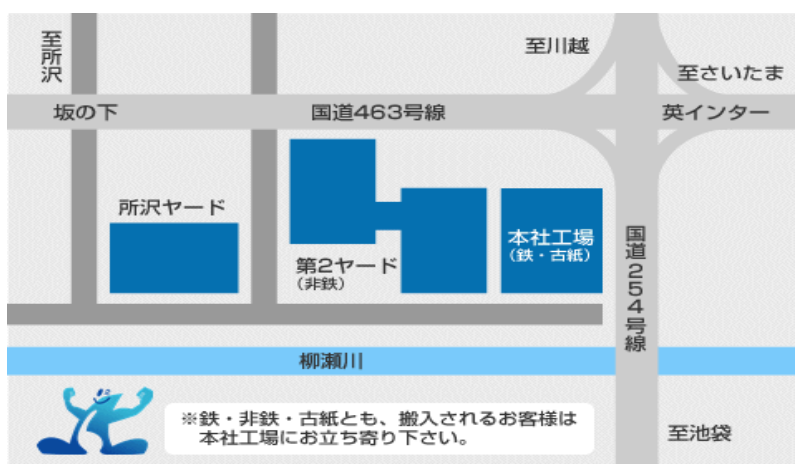 至所沢
至川越
至さいたま
坂の下
国道463号線
英インター
所沢ヤード
第2ヤード
(非鉄)
本社工場
(鉄・古紙)
国道254号線
柳瀬川
※鉄・非鉄・古紙とも、搬入されるお客様は
本社工場にお立ち寄り下さい。
至池袋